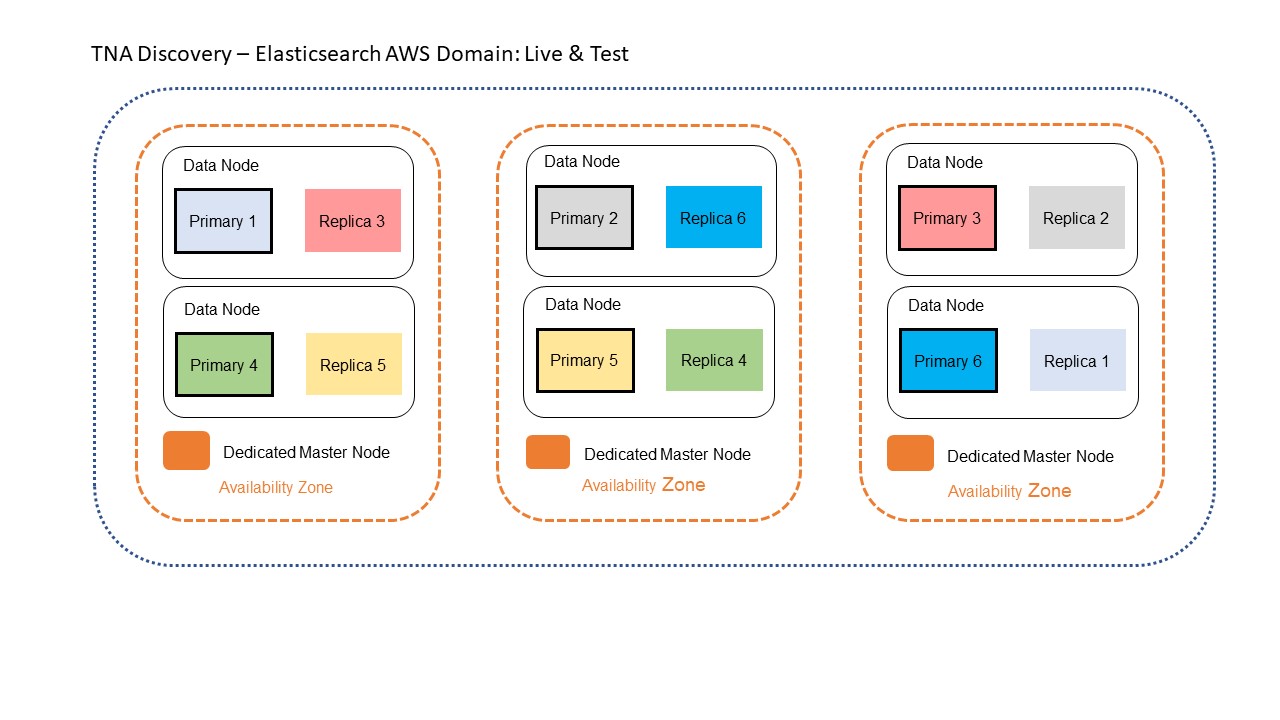 TNA Discovery – Elasticsearch AWS Domain: Live & Test
Data Node
Primary 1
Replica 3
Data Node
Primary 4
Replica 5
Dedicated Master Node
Availability Zone
Data Node
Primary 2
Replica 6
Data Node
Primary 5
Replica 4
Dedicated Master Node
Availability Zone
Data Node
Primary 3
Replica 2
Data Node
Primary 6
Replica 1
Dedicated Master Node
Availability Zone